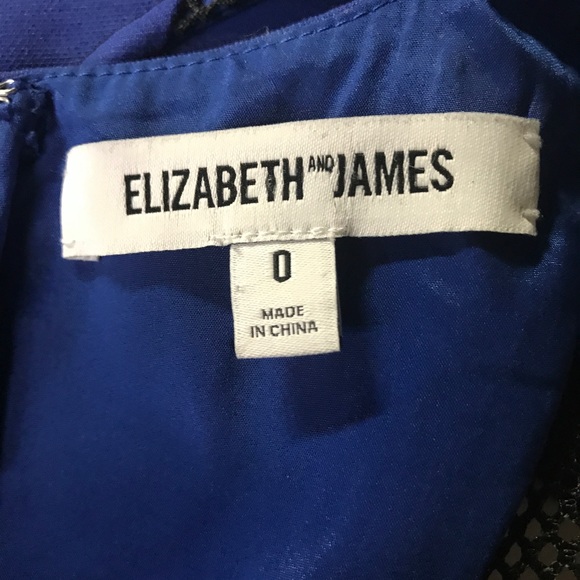 ELIZABETH AND JAMES
0
MADE
IN CHINA